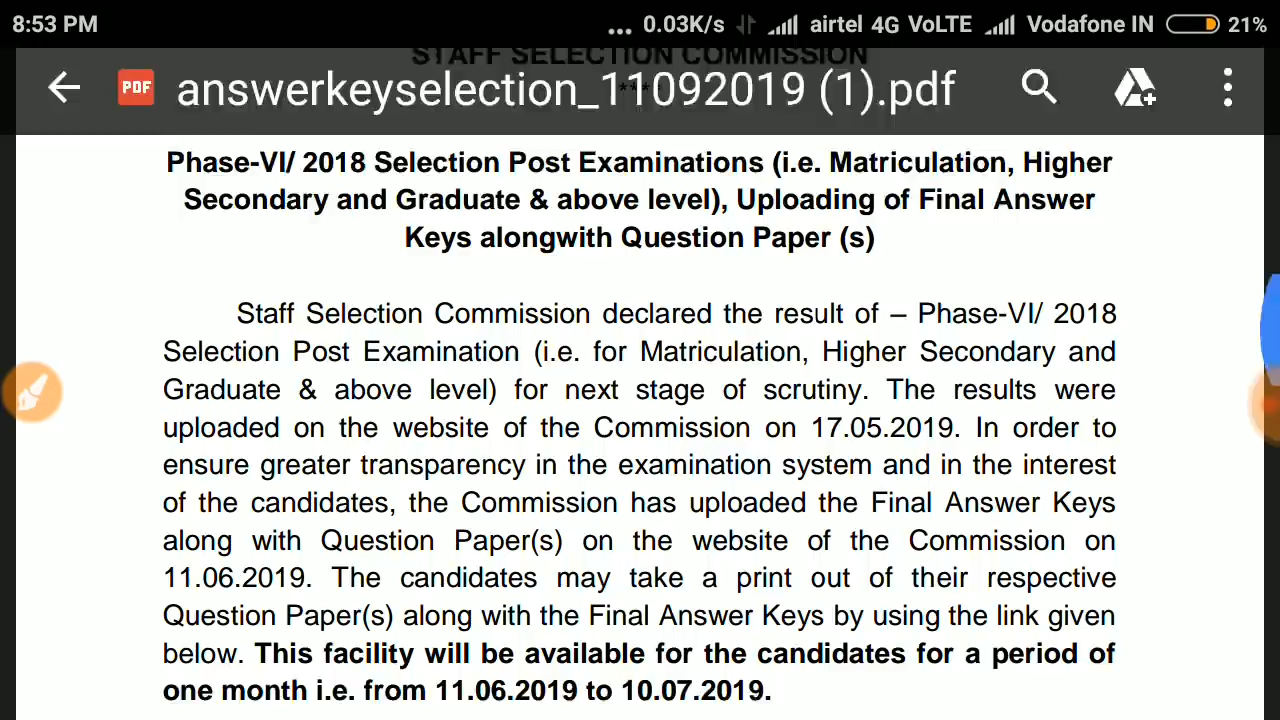 8:53 PM ... 0.03K/s airtel 4G VoLTE Vodafone IN 21%
STAFF SELECTION COMMISSION
PDF answerkeyselection_11092019 (1).pdf
****
Phase-VI/ 2018 Selection Post Examinations (i.e. Matriculation, Higher
Secondary and Graduate & above level), Uploading of Final Answer
Keys alongwith Question Paper (s)
Staff Selection Commission declared the result of – Phase-VI/ 2018
Selection Post Examination (i.e. for Matriculation, Higher Secondary and
Graduate & above level) for next stage of scrutiny. The results were
uploaded on the website of the Commission on 17.05.2019. In order to
ensure greater transparency in the examination system and in the interest
of the candidates, the Commission has uploaded the Final Answer Keys
along with Question Paper(s) on the website of the Commission on
11.06.2019. The candidates may take a print out of their respective
Question Paper(s) along with the Final Answer Keys by using the link given
below. This facility will be available for the candidates for a period of
one month i.e. from 11.06.2019 to 10.07.2019.